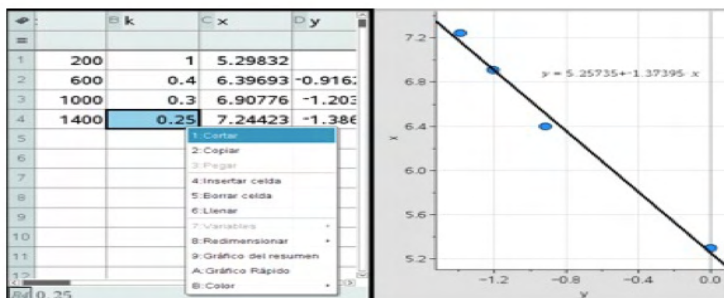 B k C x D y
=
1 200 1 5.29832
2 600 0.4 6.39693 -0.9162
3 1000 0.3 6.90776 -1.203
4 1400 0.25 7.24423 -1.386
5
6
7
8
9
10
11
12
1:Cortar
2:Copiar
3:Pegar
4:Insertar celda
5:Borrar celda
6:Llenar
7:Variables
8:Redimensionar
9:Gráfico del resumen
A:Gráfico Rápido
B:Color
B4 0.25
7.2
6.8
6.4
6.0
5.6
5.2
x
y = 5.25735+-1.37395·x
-1.2 -0.8 -0.4 0.0
y